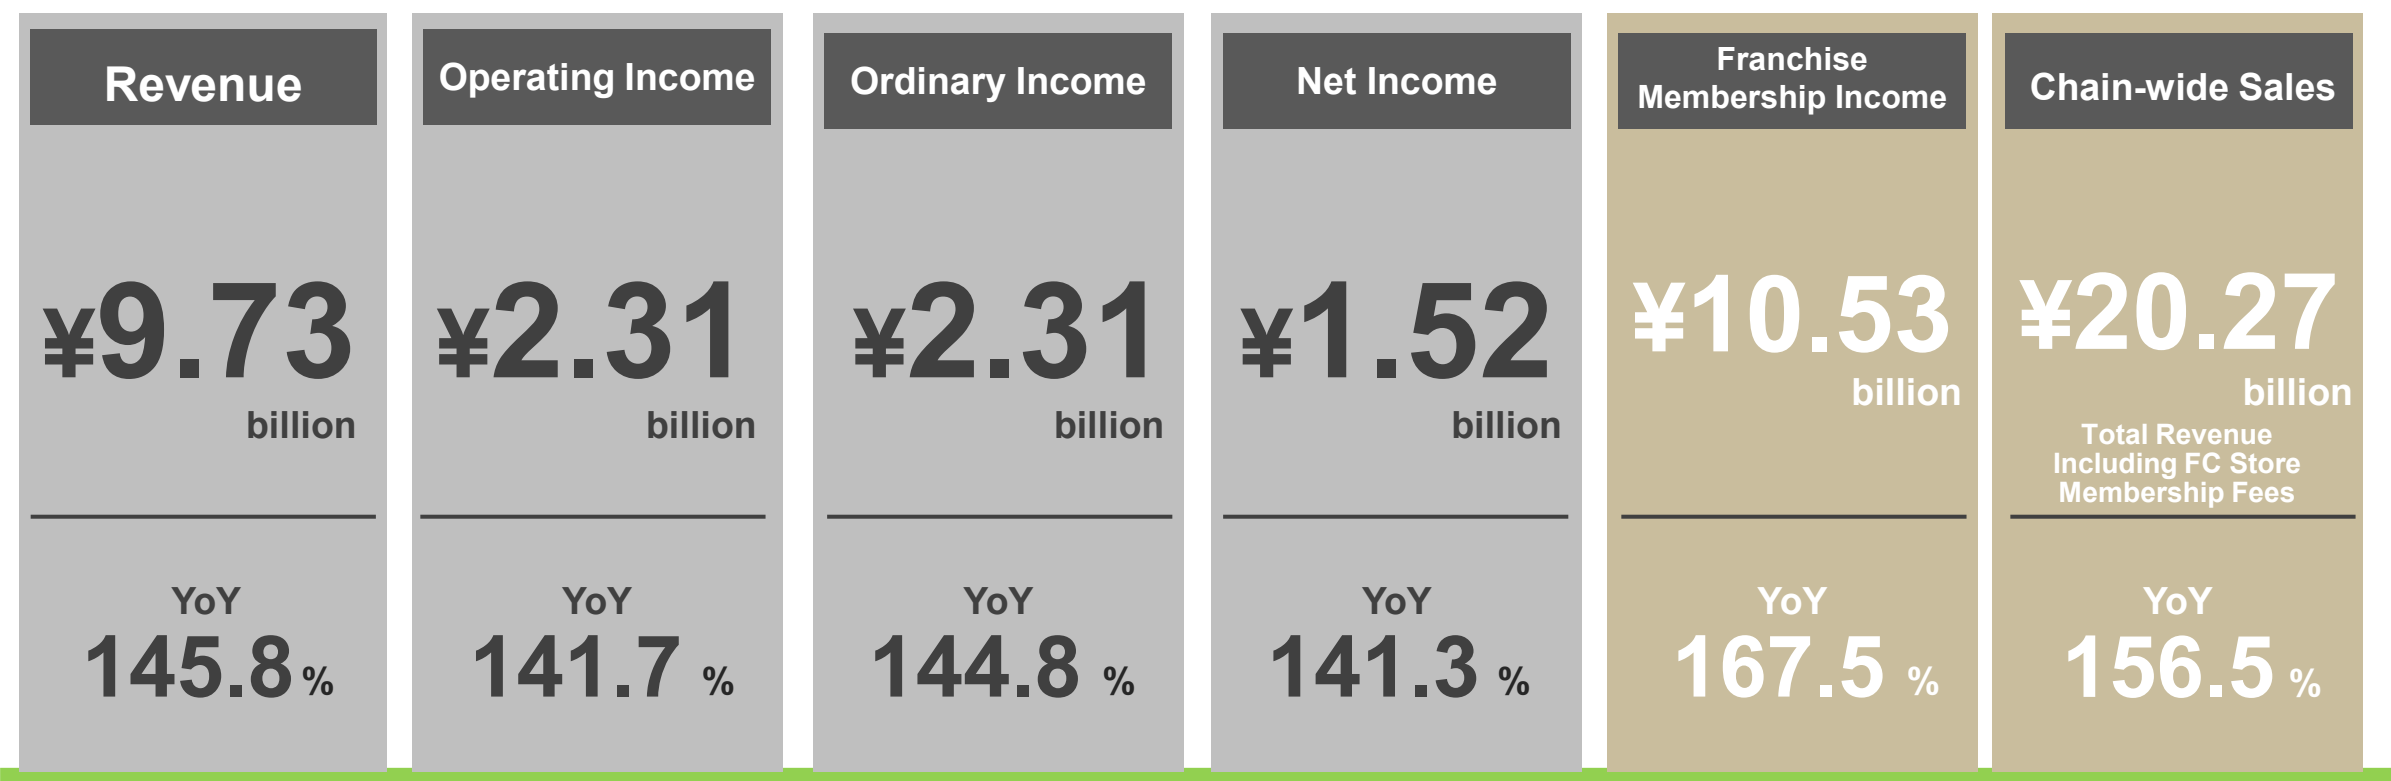 Revenue
¥9.73
billion
YoY
145.8 %
Operating Income
¥2.31
billion
YoY
141.7 %
Ordinary Income
¥2.31
billion
YoY
144.8 %
Net Income
¥1.52
billion
YoY
141.3 %
Franchise
Membership Income
¥10.53
billion
YoY
167.5 %
Chain-wide Sales
¥20.27
billion
Total Revenue
Including FC Store
Membership Fees
YoY
156.5 %